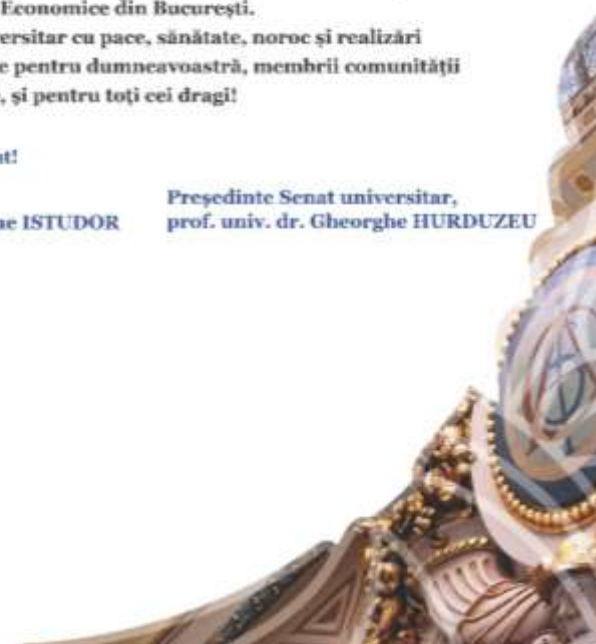 Economice din București.
ersitar cu pace, sănătate, noroc și realizări
e pentru dumneavoastră, membrii comunității
, și pentru toți cei dragi!
t!
Președinte Senat universitar,
ae ISTUDOR prof. univ. dr. Gheorghe HURDUZEU